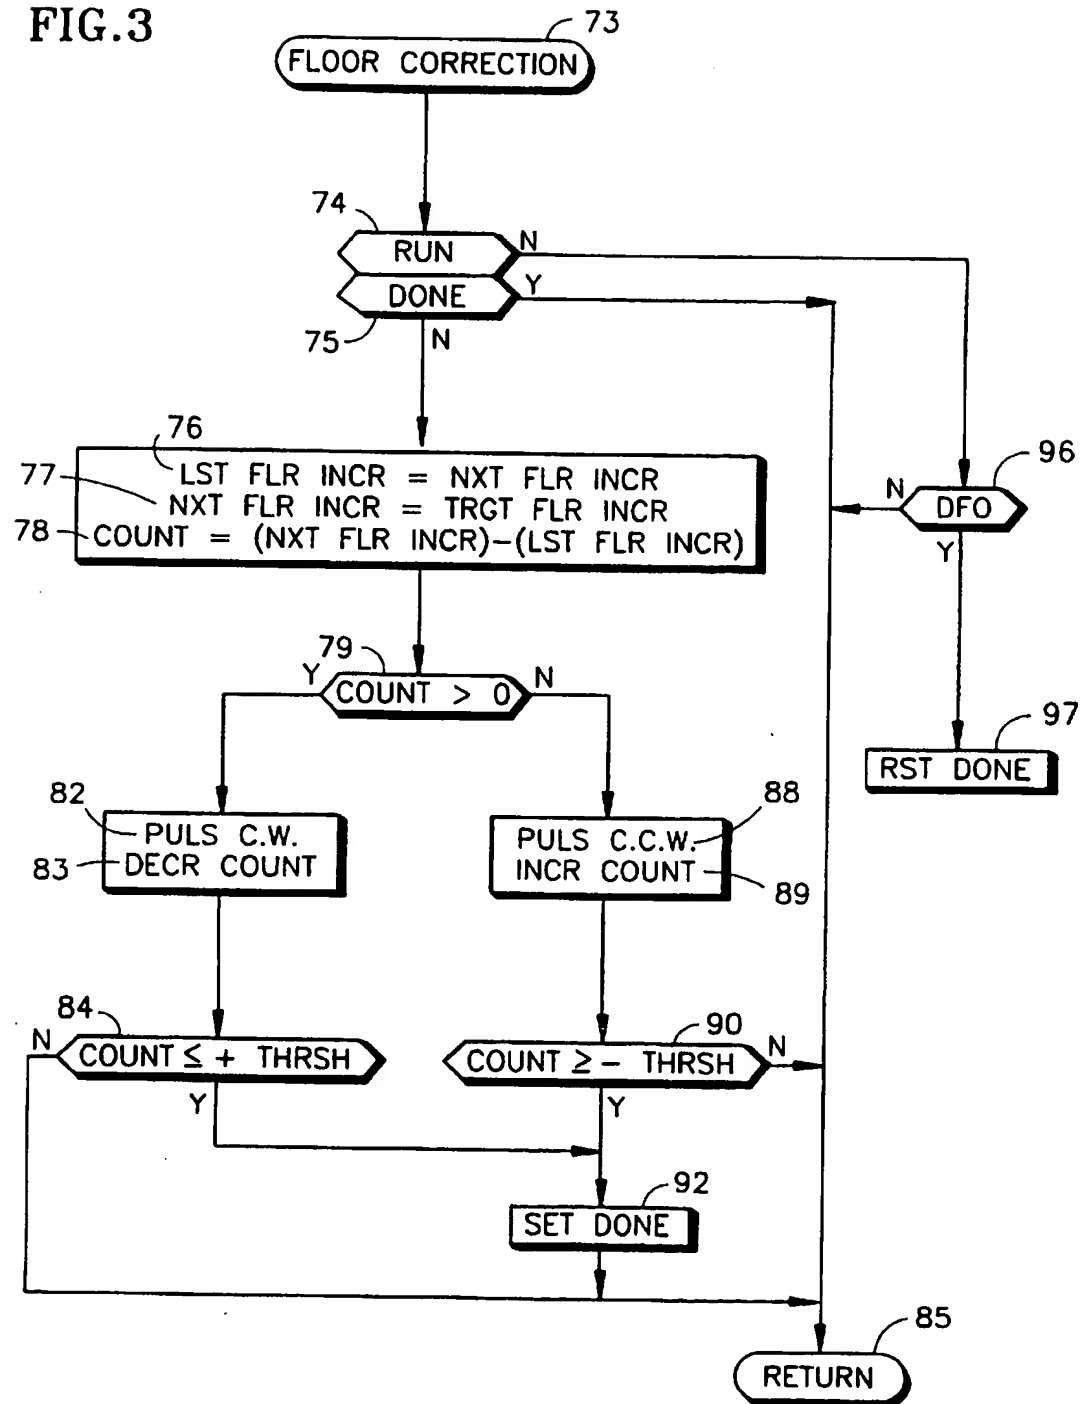 FIG.3
73
FLOOR CORRECTION
74
RUN
N
DONE
Y
75
N
76
LST FLR INCR = NXT FLR INCR
77
NXT FLR INCR = TRGT FLR INCR
78
COUNT = (NXT FLR INCR)-(LST FLR INCR)
96
N
DFO
Y
79
Y
COUNT > 0
N
97
RST DONE
82
PULS C.W.
83
DECR COUNT
88
PULS C.C.W.
INCR COUNT
89
84
N
COUNT ≤ + THRSH
Y
90
COUNT ≥ - THRSH
N
Y
92
SET DONE
85
RETURN